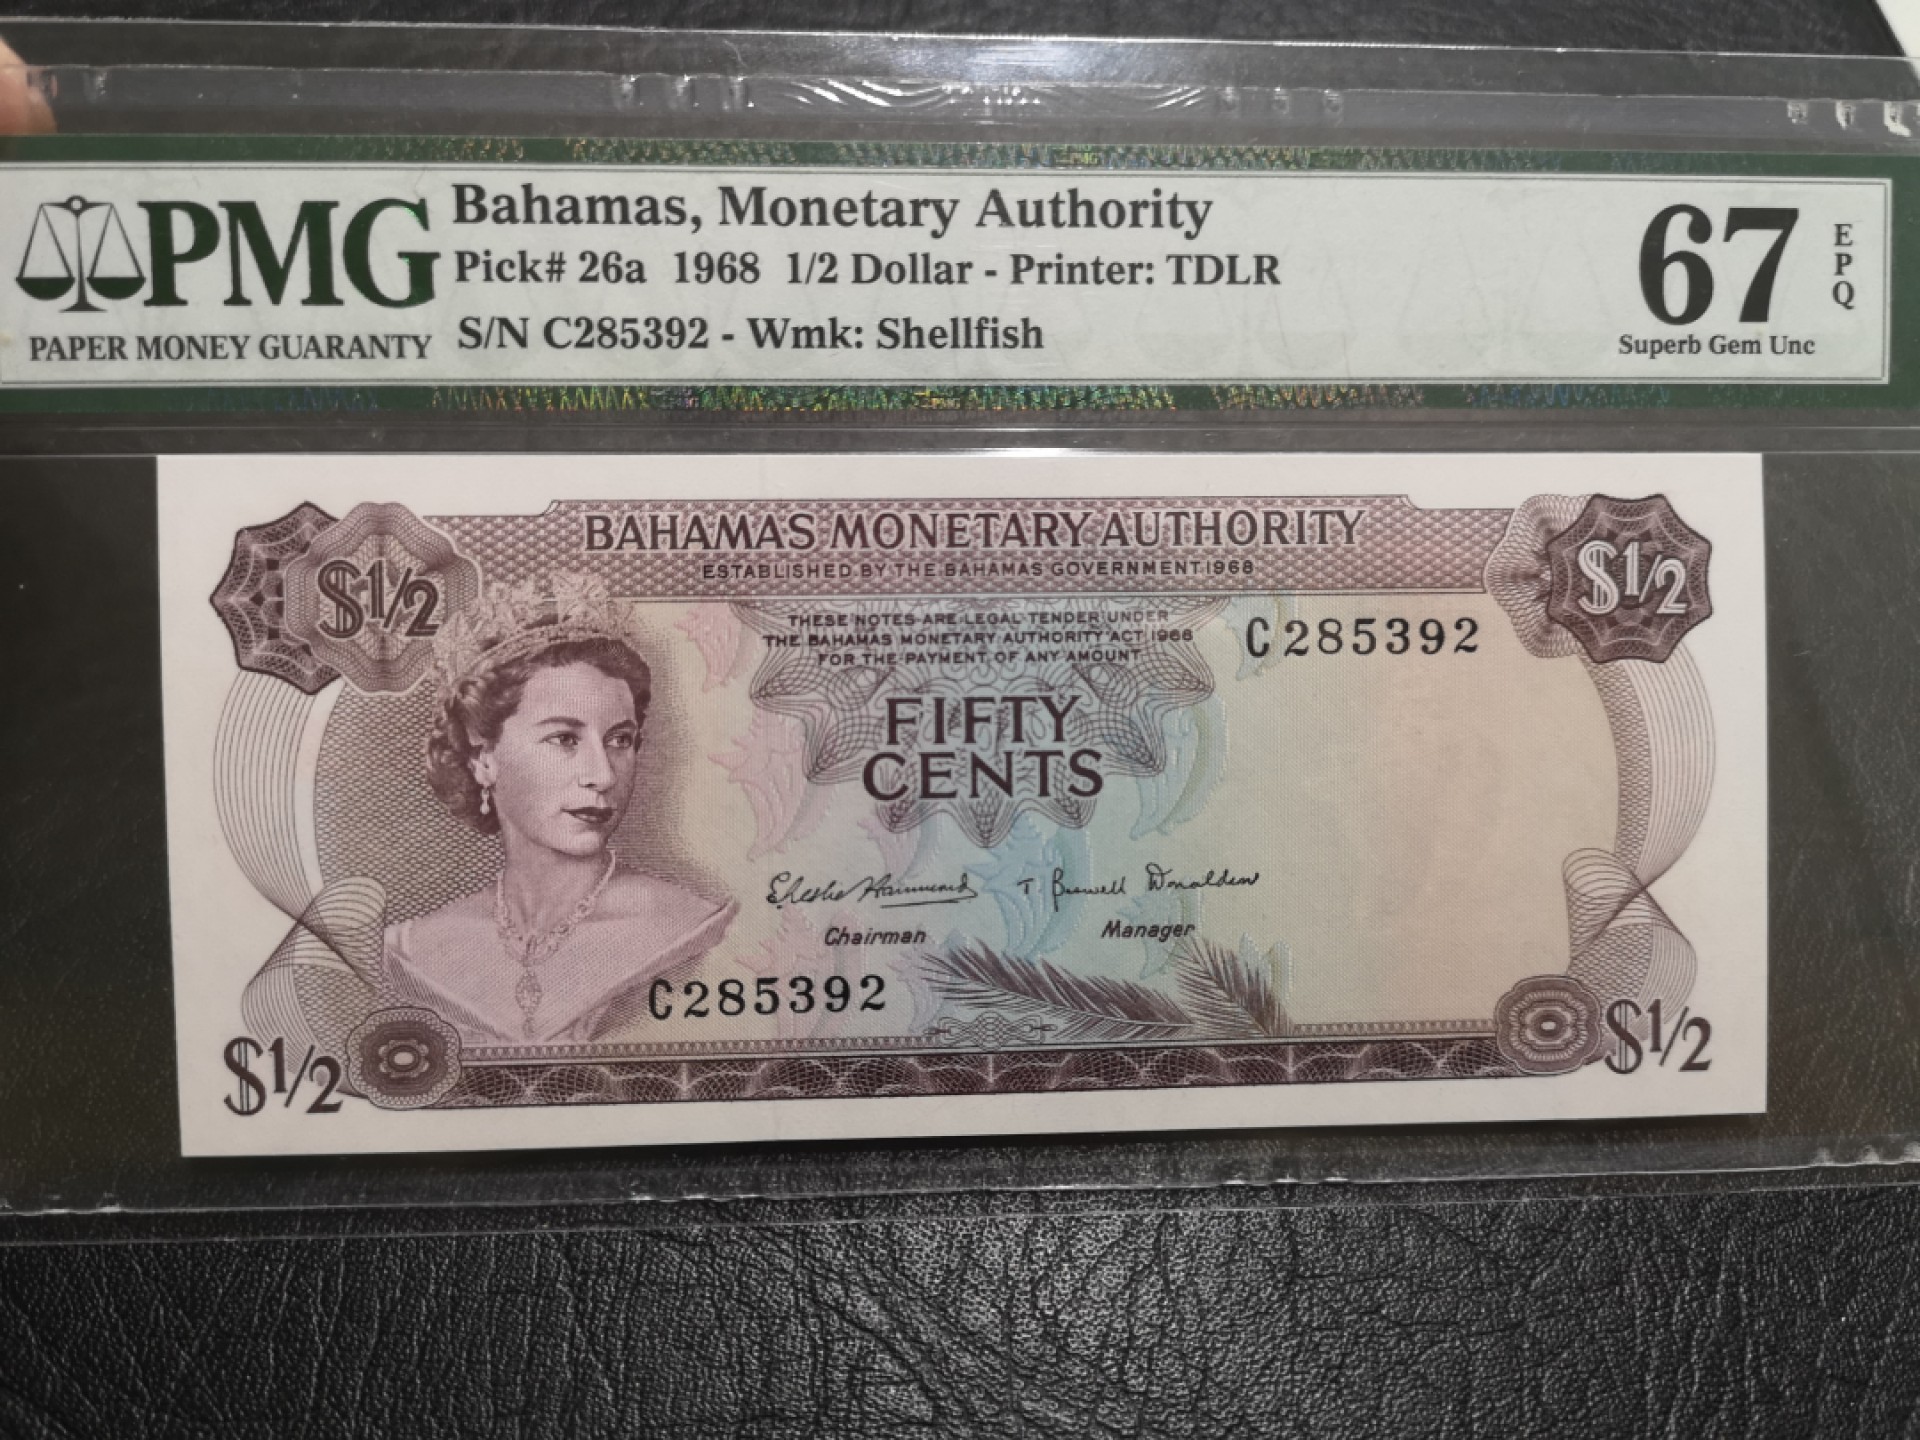 PMG
PAPER MONEY GUARANTY
Bahamas, Monetary Authority
Pick# 26a 1968 1/2 Dollar - Printer: TDLR
S/N C285392 - Wmk: Shellfish
67
EPQ
Superb Gem Unc
BAHAMAS MONETARY AUTHORITY
ESTABLISHED BY THE BAHAMAS GOVERNMENT 1968
$1/2
$1/2
THESE NOTES ARE LEGAL TENDER UNDER
THE BAHAMAS MONETARY AUTHORITY ACT 1968
FOR THE PAYMENT OF ANY AMOUNT
C285392
FIFTY
CENTS
T Baswell Donaldson
Chairman
Manager
C285392
$1/2
$1/2